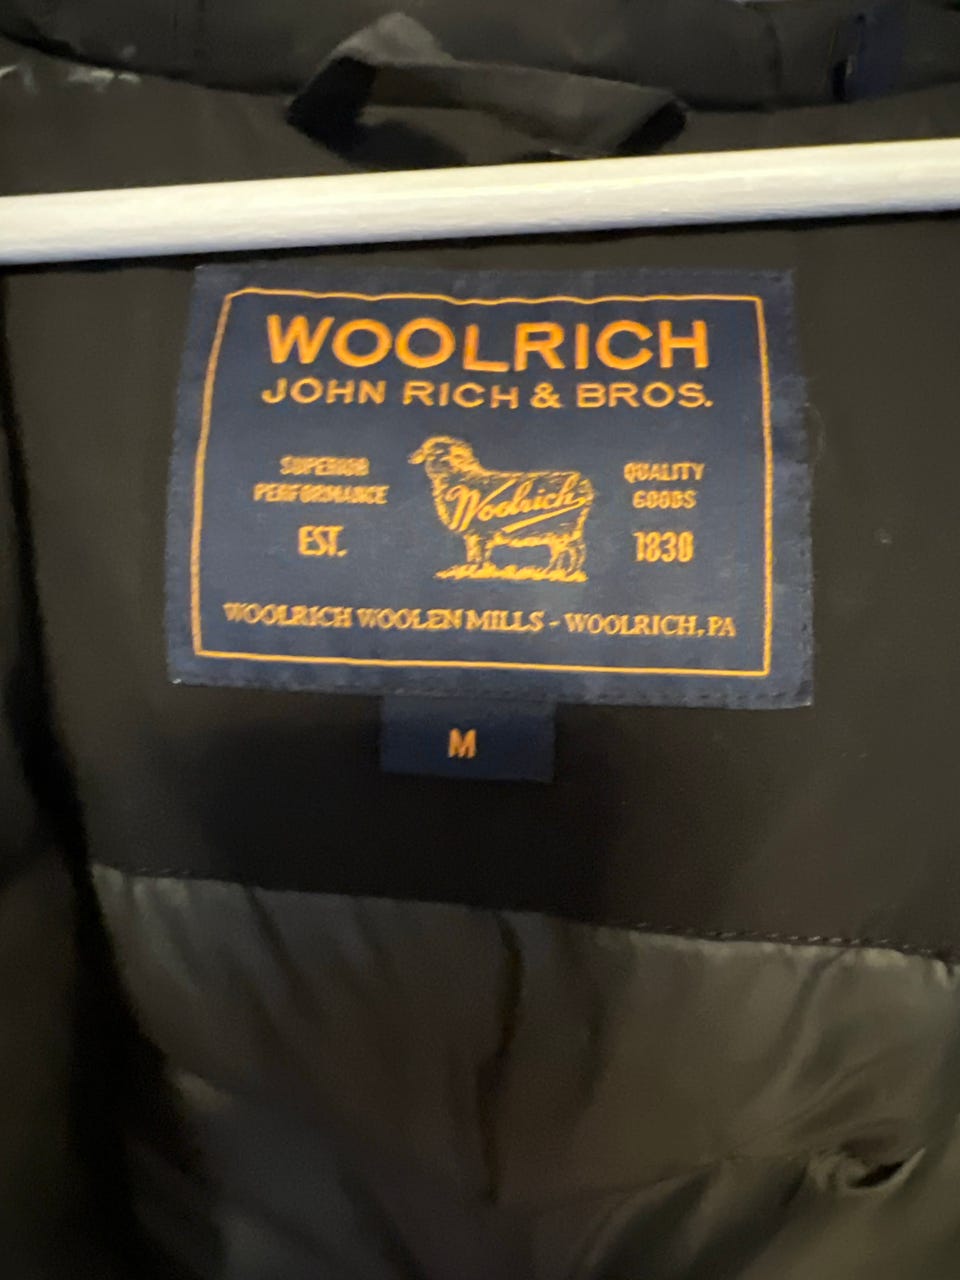 WOOLRICH
JOHN RICH & BROS.
SUPERIOR
PERFORMANCE
EST.
Woolrich
QUALITY
GOODS
1830
WOOLRICH WOOLEN MILLS - WOOLRICH, PA
M